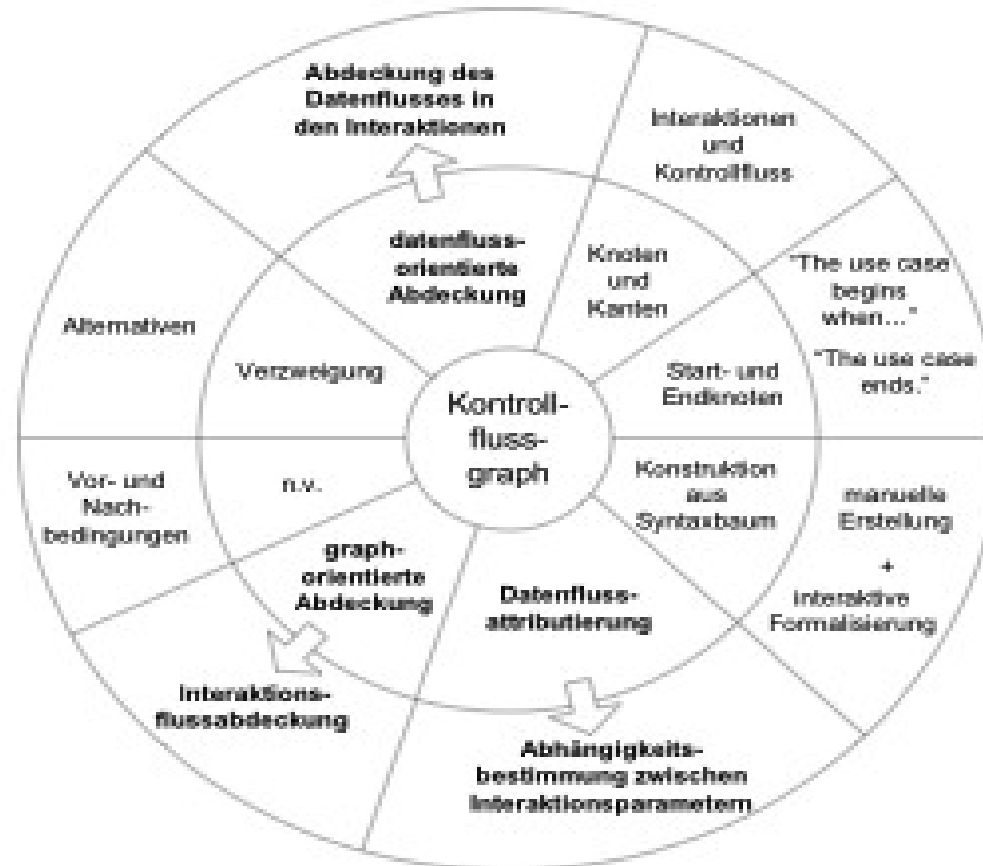 Abdeckung des
Datenflusses in
den Interaktionen
Interaktionen
und
Kontrollfluss
datenfluss-
orientierte
Abdeckung
Knoten
und
Kanten
"The use case
begins
when..."
"The use case
ends."
Alternativen
Verzweigung
Start- und
Endknoten
Kontroll-
fluss-
graph
Vor- und
Nach-
bedingungen
n.v.
Konstruktion
aus
Syntaxbaum
manuelle
Erstellung
+
interaktive
Formalisierung
graph-
orientierte
Abdeckung
Datenfluss-
attributierung
Interaktions-
flussabdeckung
Abhängigkeits-
bestimmung zwischen
Interaktionsparametern